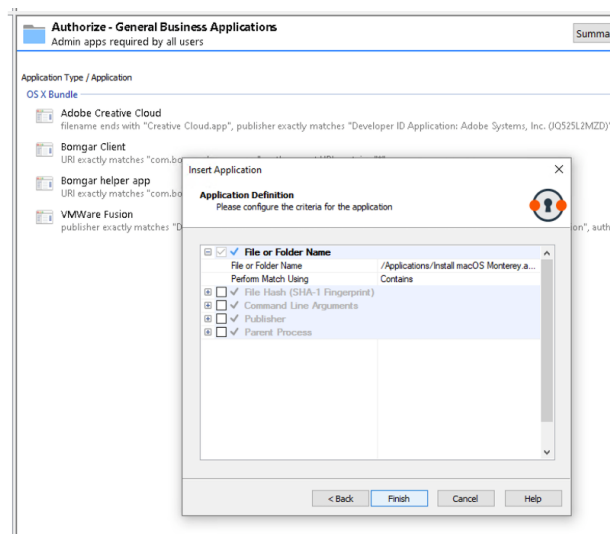 Authorize - General Business Applications
Admin apps required by all users
Summa
Application Type / Application
OS X Bundle
Adobe Creative Cloud
filename ends with "Creative Cloud.app", publisher exactly matches "Developer ID Application: Adobe Systems, Inc. (JQ525L2MZD)"
Bomgar Client
URI exactly matches "com.bo
Bomgar helper app
URI exactly matches "com.bo
VMWare Fusion
publisher exactly matches "D
on", auth
Insert Application
Application Definition
Please configure the criteria for the application
File or Folder Name
File or Folder Name /Applications/Install macOS Monterey.a...
Perform Match Using Contains
File Hash (SHA-1 Fingerprint)
Command Line Arguments
Publisher
Parent Process
< Back Finish Cancel Help